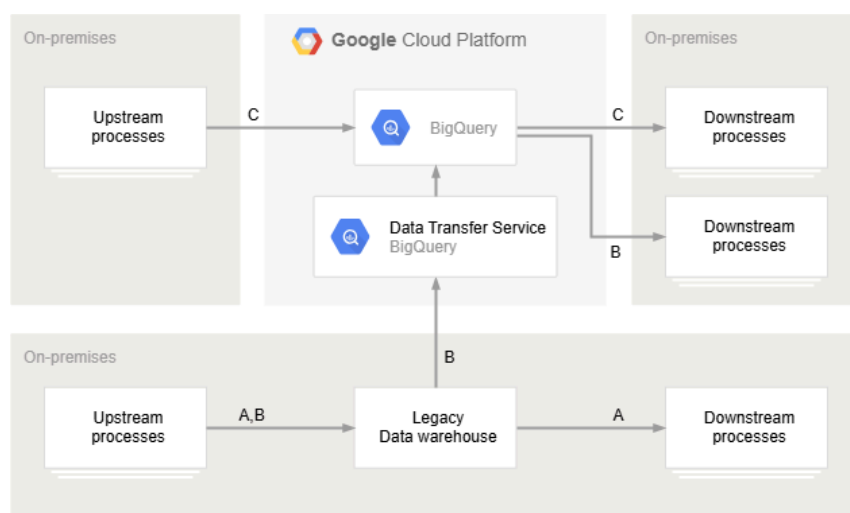 On-premises
Google Cloud Platform
On-premises
Upstream
processes
C
BigQuery
C
Downstream
processes
Data Transfer Service
BigQuery
Downstream
processes
B
On-premises
B
Upstream
processes
A,B
Legacy
Data warehouse
A
Downstream
processes